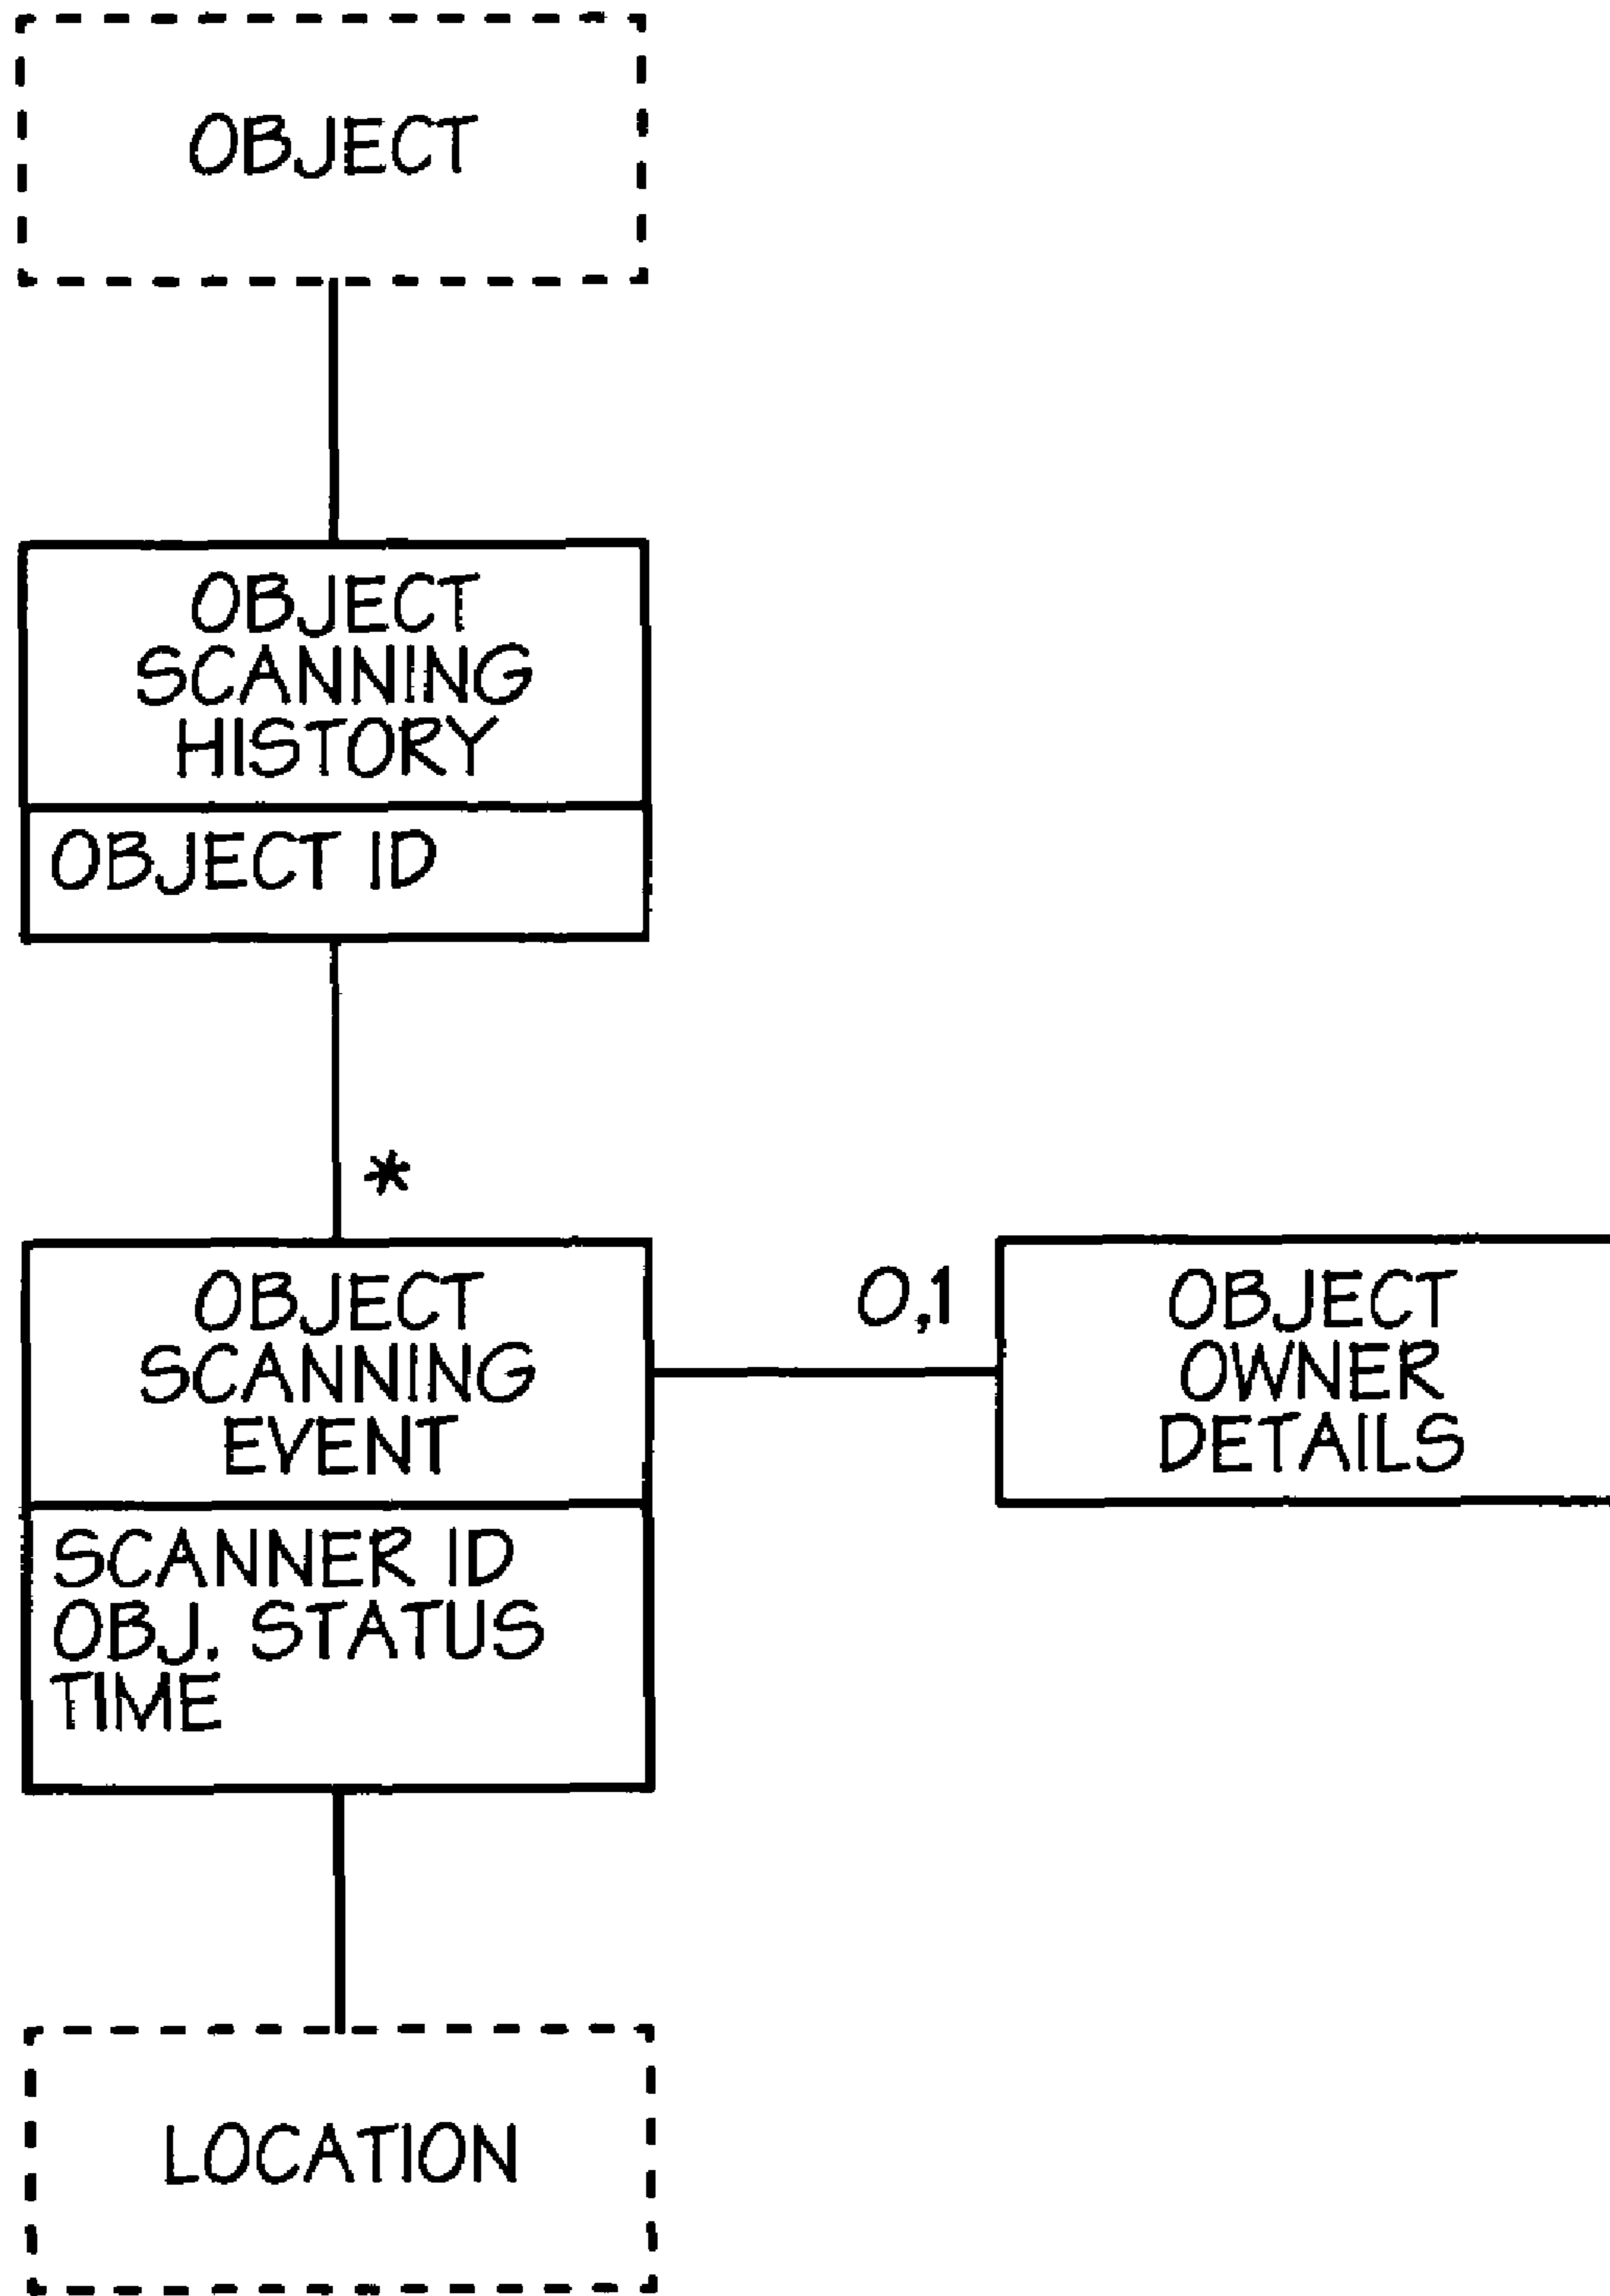 OBJECT
OBJECT
SCANNING
HISTORY
OBJECT ID
*
OBJECT
SCANNING
EVENT
SCANNER ID
OBJ. STATUS
TIME
0,1
OBJECT
OWNER
DETAILS
LOCATION